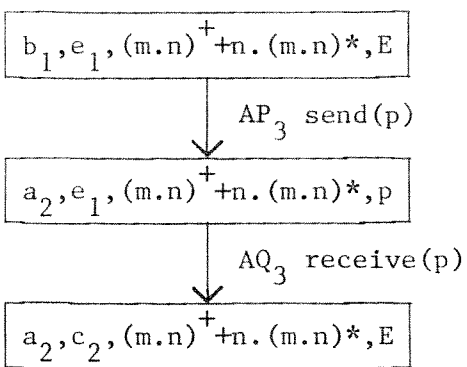 b₁,e₁,(m.n)⁺+n.(m.n)*,E
AP₃ send(p)
a₂,e₁,(m.n)⁺+n.(m.n)*,p
AQ₃ receive(p)
a₂,c₂,(m.n)⁺+n.(m.n)*,E